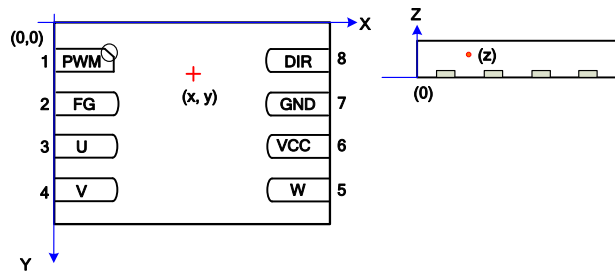 X
(0,0)
1 PWM DIR 8
(x, y)
2 FG GND 7
3 U VCC 6
4 V W 5
Y
Z
(z)
(0)